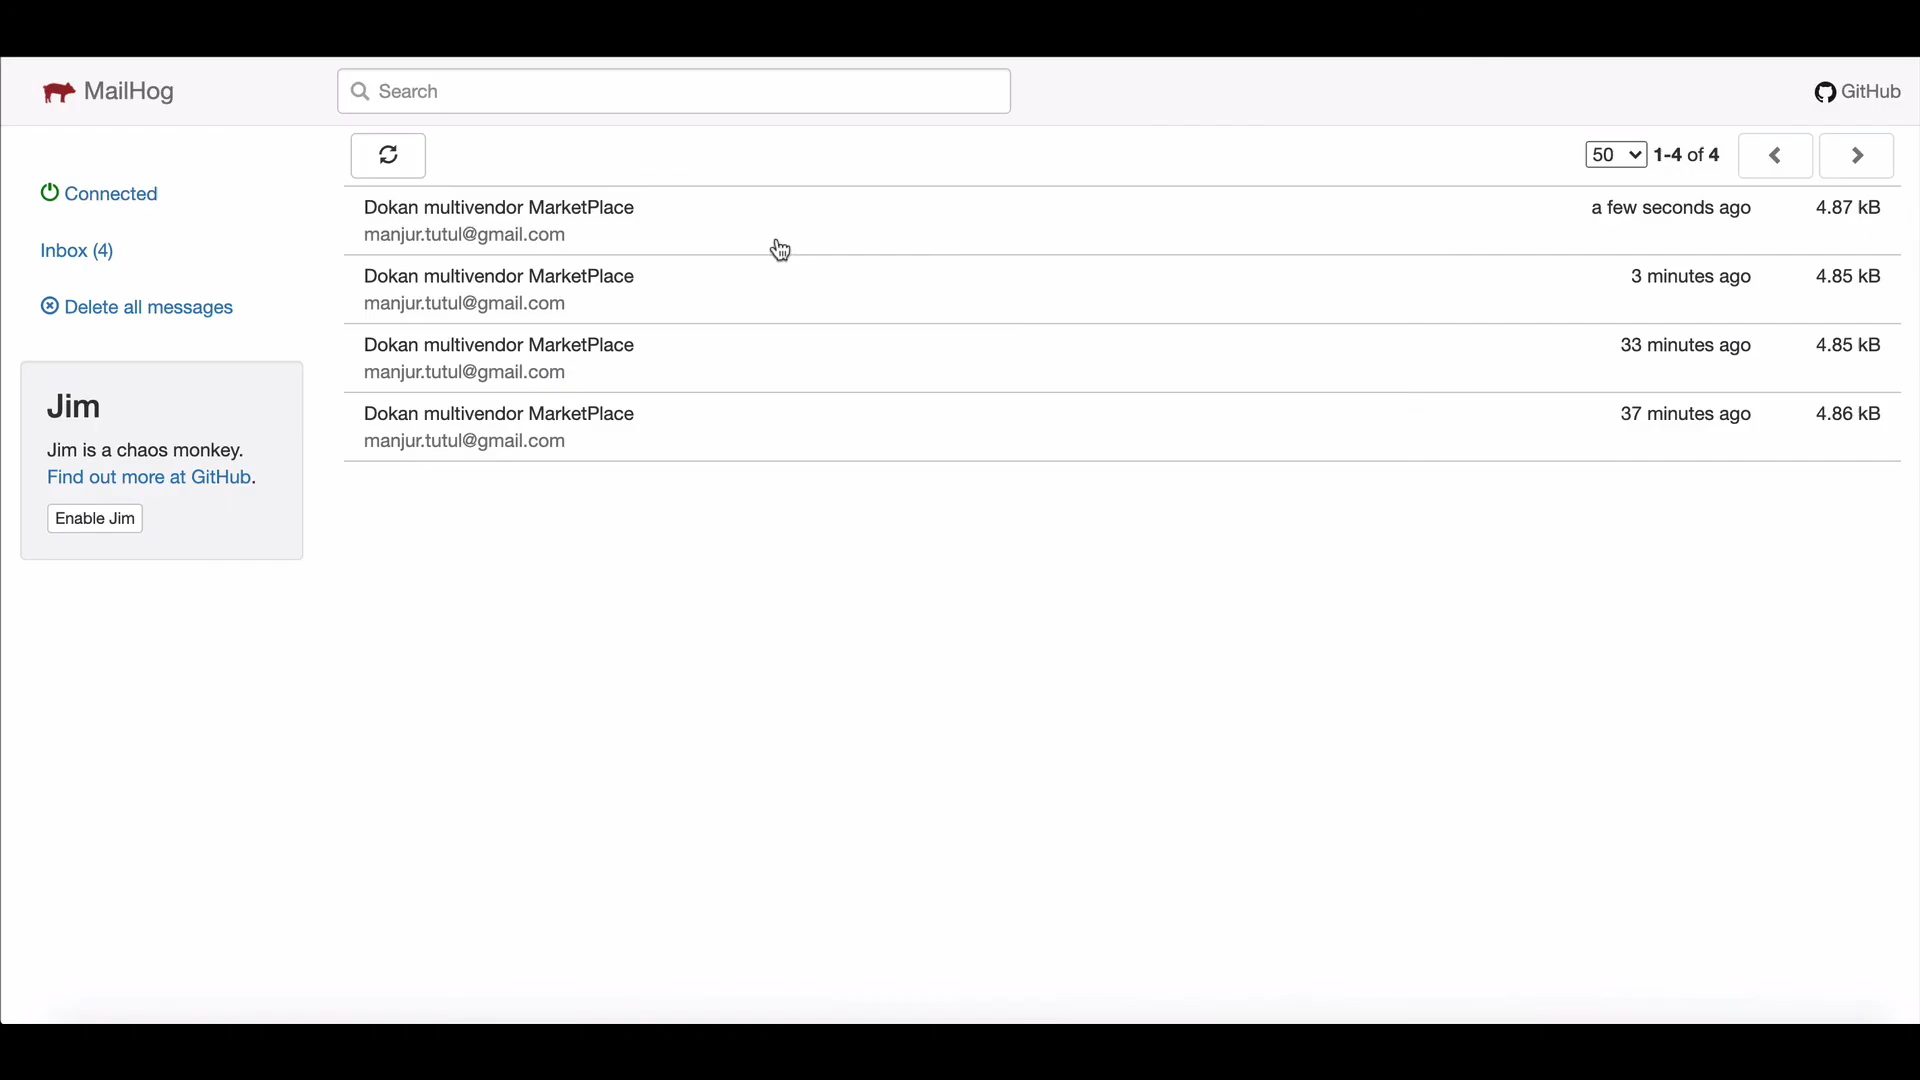 MailHog
Search
GitHub
50 1-4 of 4
Connected
Inbox (4)
Delete all messages
Jim
Jim is a chaos monkey.
Find out more at GitHub.
Enable Jim
Dokan multivendor MarketPlace a few seconds ago 4.87 kB
manjur.tutul@gmail.com
Dokan multivendor MarketPlace 3 minutes ago 4.85 kB
manjur.tutul@gmail.com
Dokan multivendor MarketPlace 33 minutes ago 4.85 kB
manjur.tutul@gmail.com
Dokan multivendor MarketPlace 37 minutes ago 4.86 kB
manjur.tutul@gmail.com